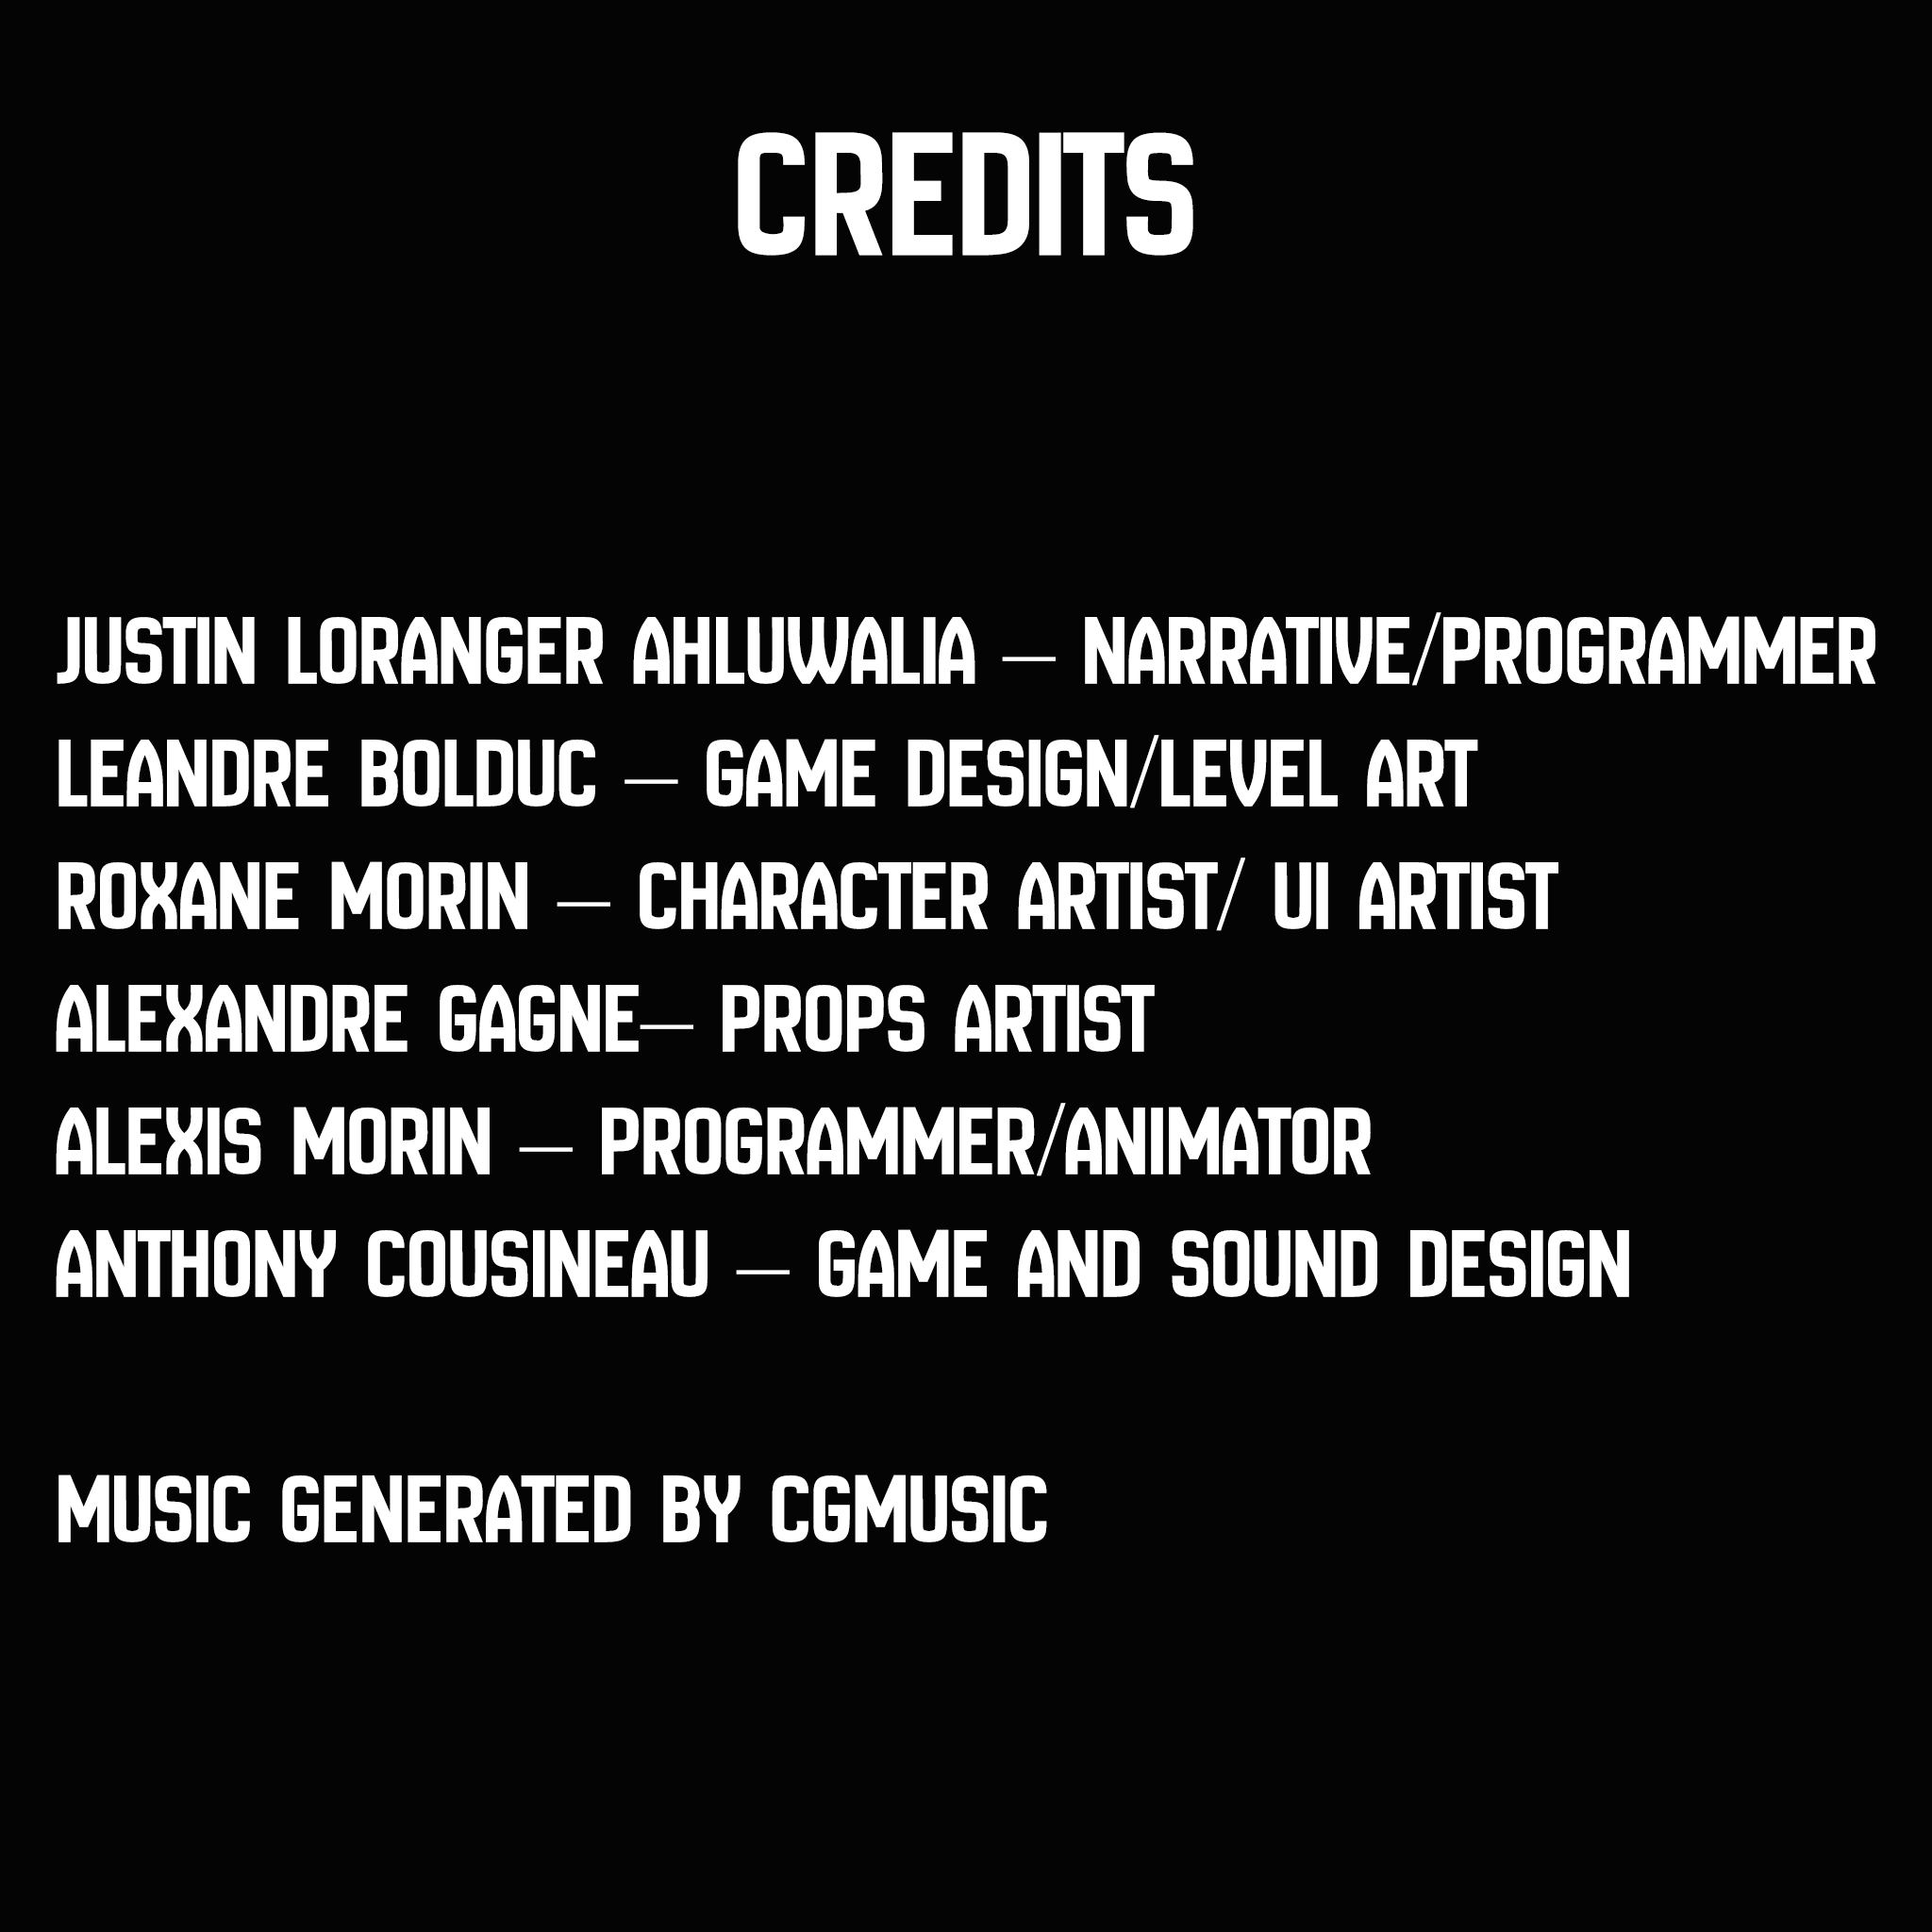 CREDITS
JUSTIN LORANGER AHLUWALIA — NARRATIVE/PROGRAMMER
LEANDRE BOLDUC — GAME DESIGN/LEVEL ART
ROXANE MORIN — CHARACTER ARTIST/ UI ARTIST
ALEXANDRE GAGNE— PROPS ARTIST
ALEXIS MORIN — PROGRAMMER/ANIMATOR
ANTHONY COUSINEAU — GAME AND SOUND DESIGN
MUSIC GENERATED BY CGMUSIC